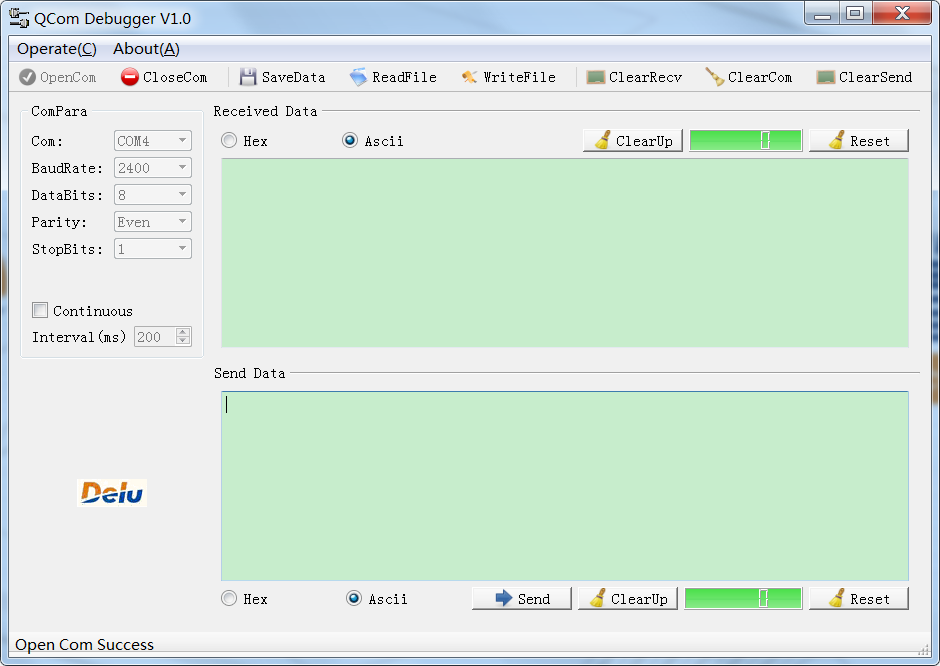 QCom Debugger V1.0
Operate(C) About(A)
OpenCom CloseCom SaveData ReadFile WriteFile ClearRecv ClearCom ClearSend
ComPara
Com: COM4
BaudRate: 2400
DataBits: 8
Parity: Even
StopBits: 1
Continuous
Interval(ms) 200
Received Data
Hex Ascii ClearUp 0 Reset
Send Data
Delu
Hex Ascii Send ClearUp 0 Reset
Open Com Success